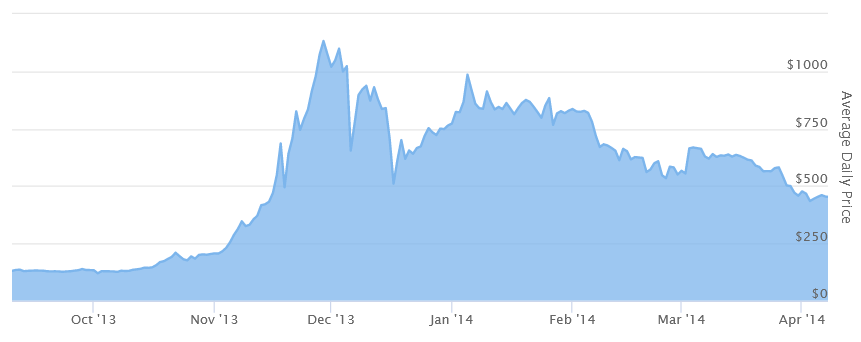 $1000
$750
$500
$250
$0
Average Daily Price
Oct '13
Nov '13
Dec '13
Jan '14
Feb '14
Mar '14
Apr '14